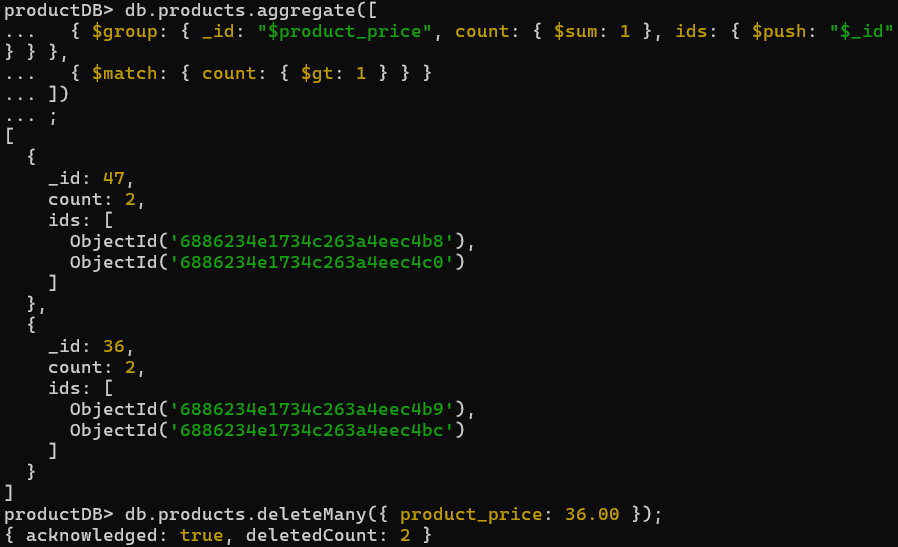 productDB> db.products.aggregate([
...   { $group: { _id: "$product_price", count: { $sum: 1 }, ids: { $push: "$_id"
} } },
...   { $match: { count: { $gt: 1 } } }
... ])
... ;
[
  {
    _id: 47,
    count: 2,
    ids: [
      ObjectId('6886234e1734c263a4eec4b8'),
      ObjectId('6886234e1734c263a4eec4c0')
    ]
  },
  {
    _id: 36,
    count: 2,
    ids: [
      ObjectId('6886234e1734c263a4eec4b9'),
      ObjectId('6886234e1734c263a4eec4bc')
    ]
  }
]
productDB> db.products.deleteMany({ product_price: 36.00 });
{ acknowledged: true, deletedCount: 2 }